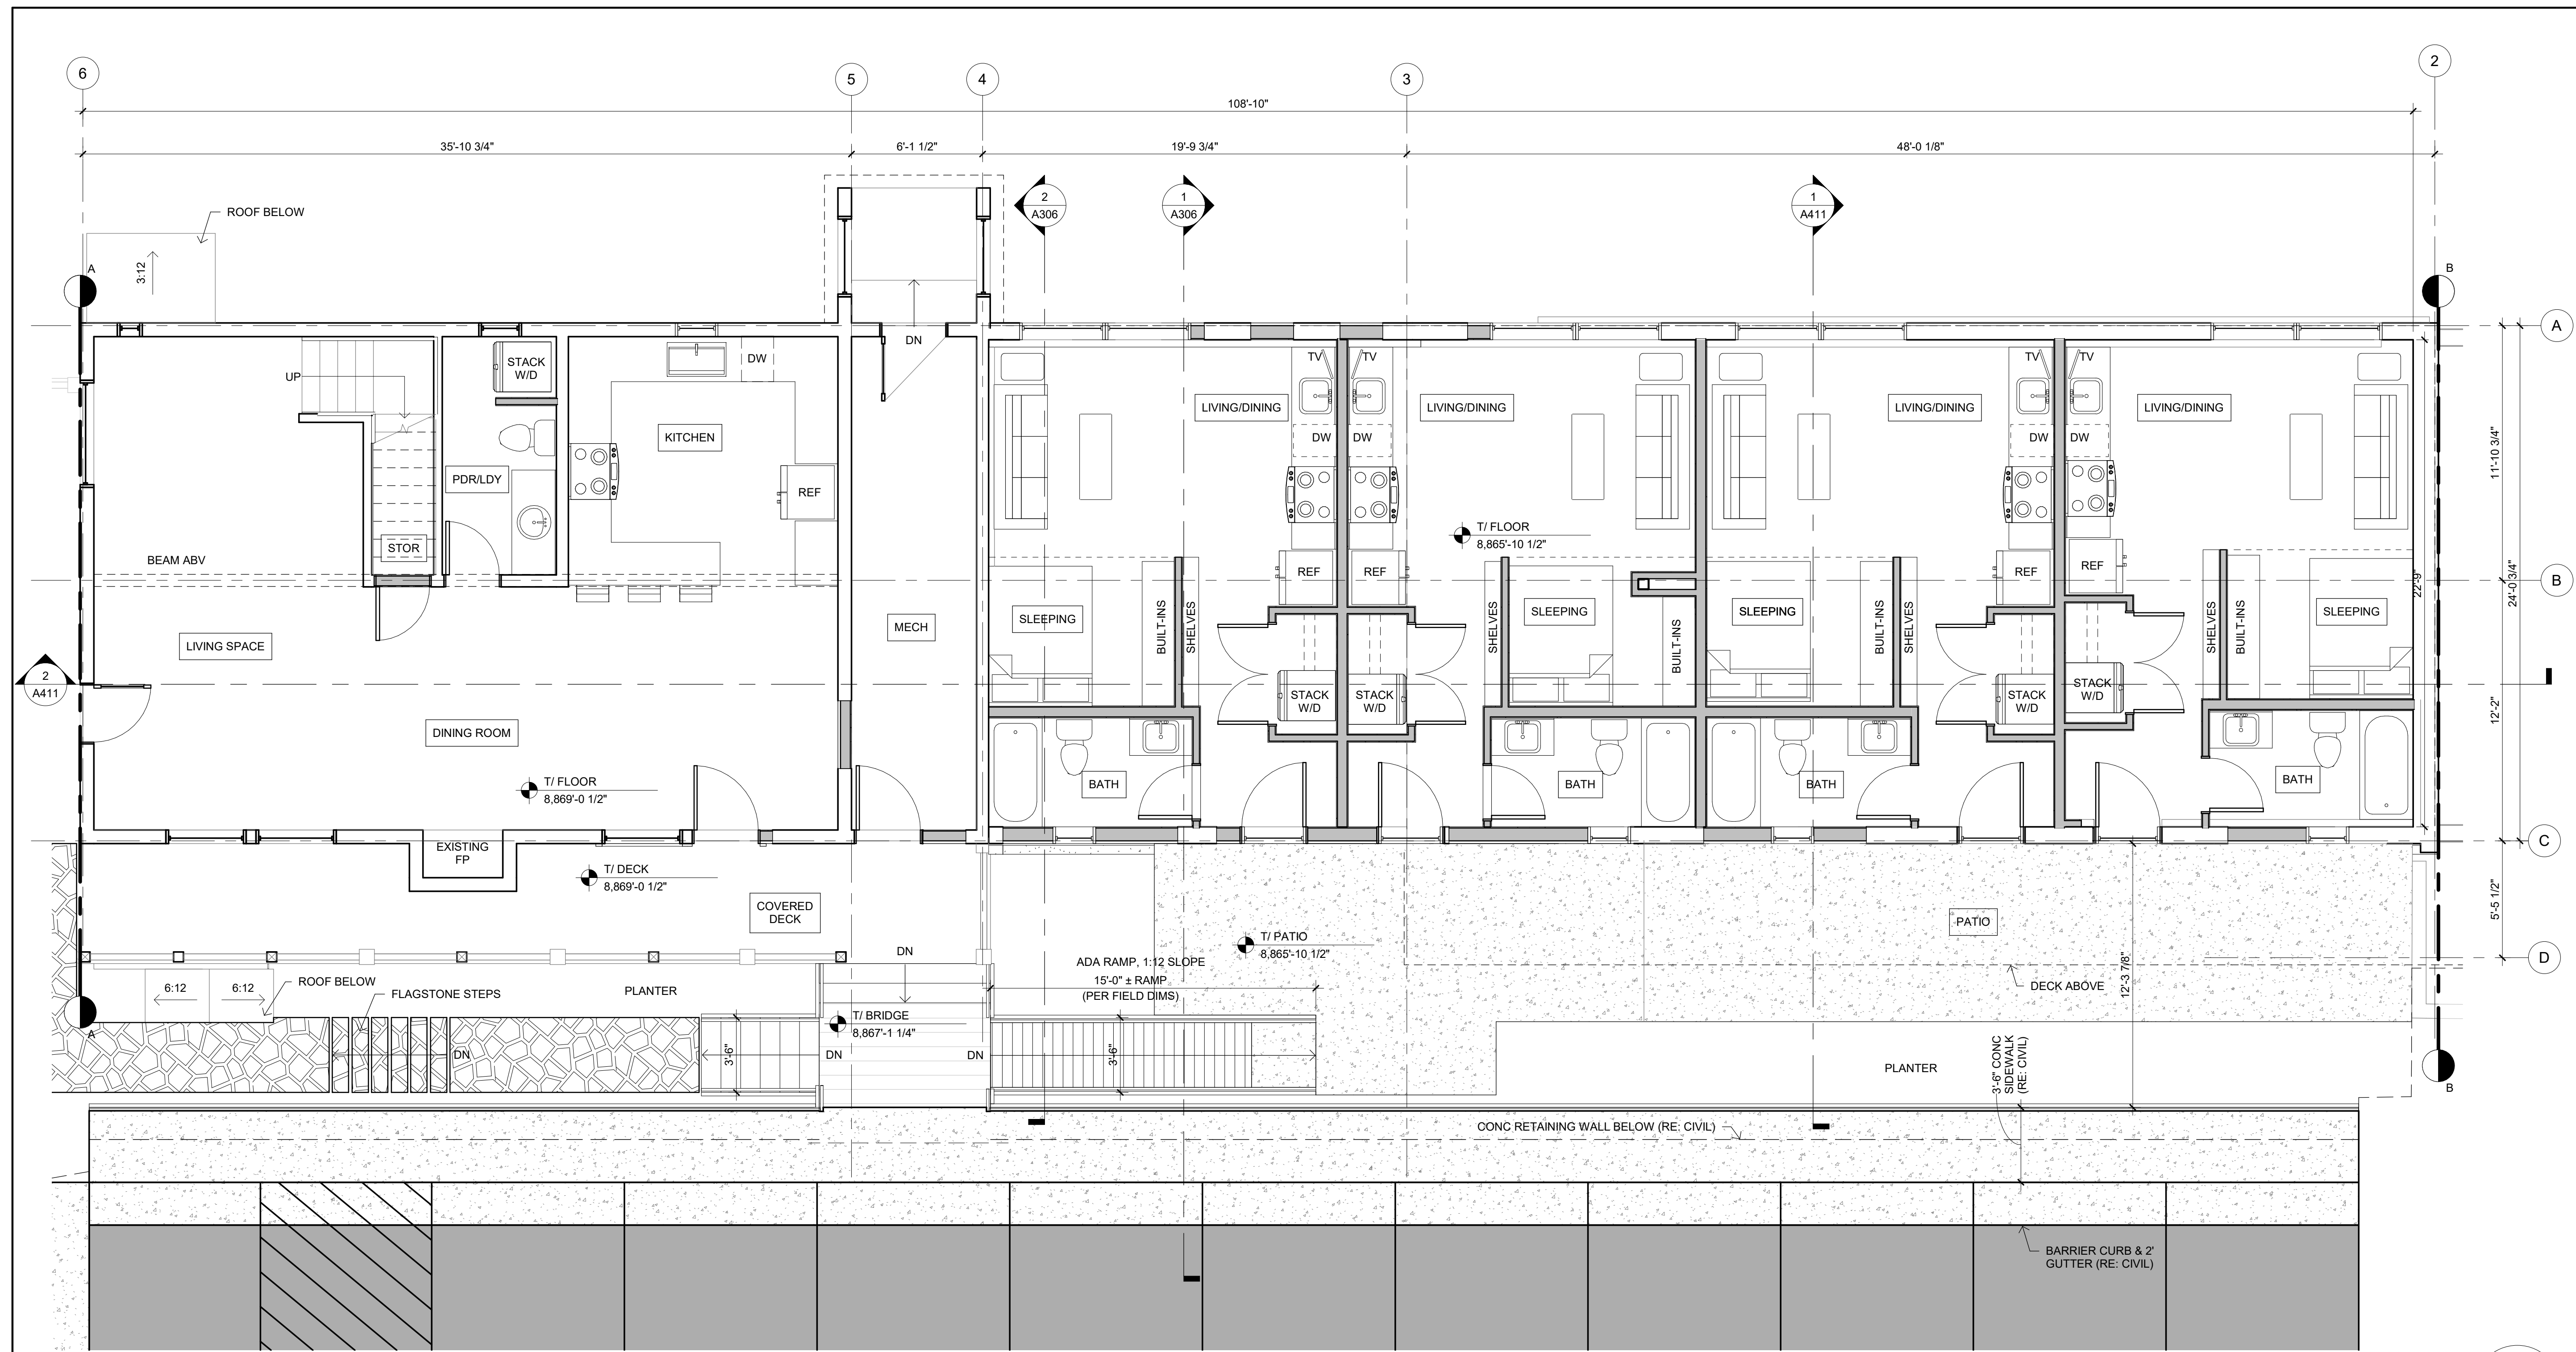 6
5
4
3
2
108'-10"
35'-10 3/4"
6'-1 1/2"
19'-9 3/4"
48'-0 1/8"
2
A306
1
A306
1
A411
ROOF BELOW
3:12
A
B
A
DN
STACK
W/D
DW
UP
KITCHEN
PDR/LDY
REF
STOR
BEAM ABV
LIVING SPACE
MECH
2
A411
DINING ROOM
T/ FLOOR
8,869'-0 1/2"
TV
TV
TV
TV
LIVING/DINING
LIVING/DINING
LIVING/DINING
LIVING/DINING
DW
DW
DW
DW
11'-10 3/4"
T/ FLOOR
8,865'-10 1/2"
REF
REF
REF
REF
B
22'-9"
24'-0 3/4"
SLEEPING
BUILT-INS
SHELVES
SHELVES
SLEEPING
BUILT-INS
SLEEPING
BUILT-INS
SHELVES
SHELVES
BUILT-INS
SLEEPING
STACK
W/D
STACK
W/D
STACK
W/D
STACK
W/D
12'-2"
BATH
BATH
BATH
BATH
C
EXISTING
FP
T/ DECK
8,869'-0 1/2"
COVERED
DECK
5'-5 1/2"
PATIO
T/ PATIO
8,865'-10 1/2"
DN
D
ADA RAMP, 1:12 SLOPE
15'-0" ± RAMP
(PER FIELD DIMS)
12'-3 7/8"
DECK ABOVE
6:12
6:12
ROOF BELOW
FLAGSTONE STEPS
PLANTER
T/ BRIDGE
8,867'-1 1/4"
A
DN
3'-6"
DN
DN
3'-6"
PLANTER
3'-6" CONC
SIDEWALK
(RE: CIVIL)
B
CONC RETAINING WALL BELOW (RE: CIVIL)
BARRIER CURB & 2'
GUTTER (RE: CIVIL)